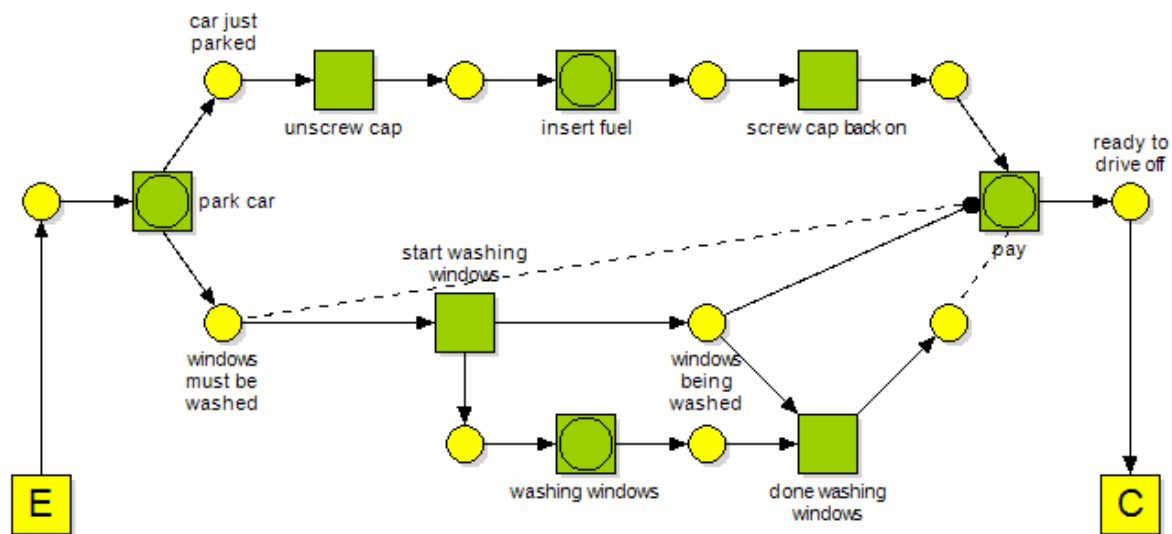 car just
parked
unscrew cap
insert fuel
screw cap back on
ready to
drive off
park car
pay
start washing
windows
windows
must be
washed
windows
being
washed
washing windows
done washing
windows
E
C